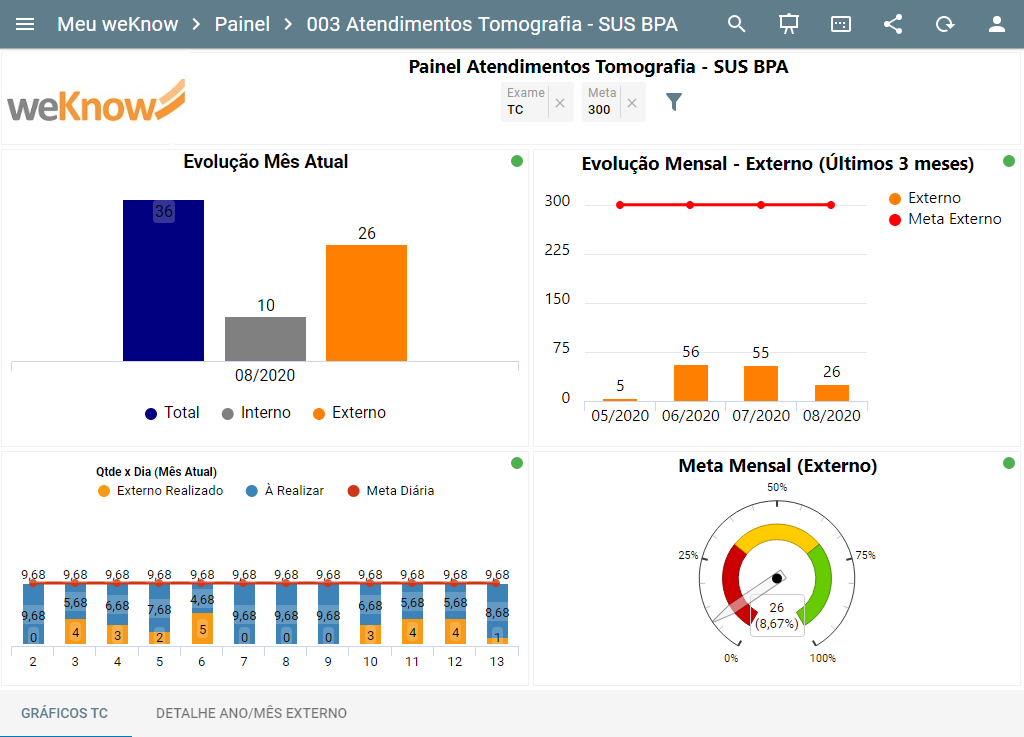 Meu weKnow > Painel > 003 Atendimentos Tomografia - SUS BPA
weKnow
Painel Atendimentos Tomografia - SUS BPA
Exame Meta
TC 300
Evolução Mês Atual
36
10
26
08/2020
Total Interno Externo
Evolução Mensal - Externo (Últimos 3 meses)
300
225
150
75
0
5 56 55 26
05/2020 06/2020 07/2020 08/2020
Externo
Meta Externo
Qtde x Dia (Mês Atual)
Externo Realizado À Realizar Meta Diária
9,68 9,68 9,68 9,68 9,68 9,68 9,68 9,68 9,68 9,68 9,68 9,68
9,68 5,68 6,68 7,68 4,68 9,68 9,68 9,68 6,68 5,68 5,68 8,68
0 4 3 2 5 0 0 0 3 4 4 1
2 3 4 5 6 7 8 9 10 11 12 13
Meta Mensal (Externo)
50%
25% 75%
26
(8,67%)
0% 100%
GRÁFICOS TC DETALHE ANO/MÊS EXTERNO